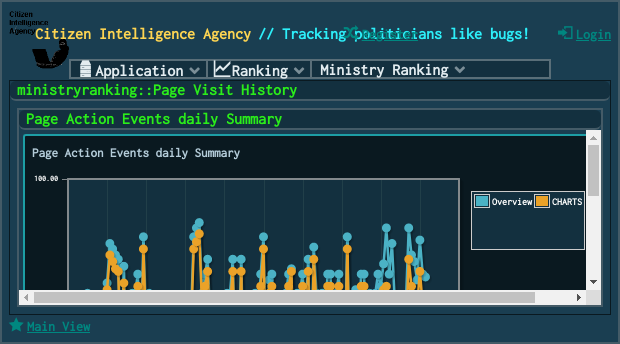 Citizen
Intelligence
Agency
Citizen Intelligence Agency // Tracking politicians like bugs!
Register
Login
Application
Ranking
Ministry Ranking
ministryranking::Page Visit History
Page Action Events daily Summary
Page Action Events daily Summary
100.00
Overview
CHARTS
Main View